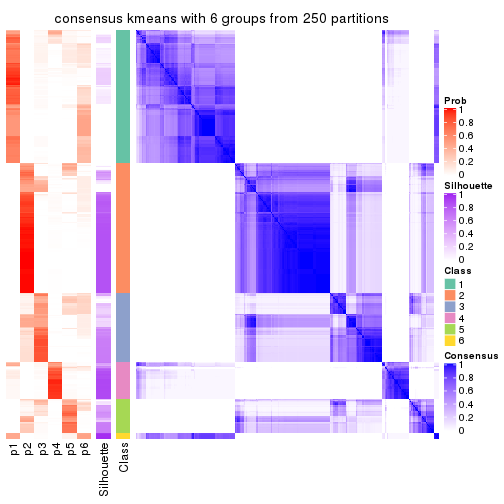 consensus kmeans with 6 groups from 250 partitions
Prob
1
0.8
0.6
0.4
0.2
0
Silhouette
1
0.8
0.6
0.4
0.2
0
Class
1
2
3
4
5
6
Consensus
1
0.8
0.6
0.4
0.2
0
p1
p2
p3
p4
p5
p6
Silhouette
Class